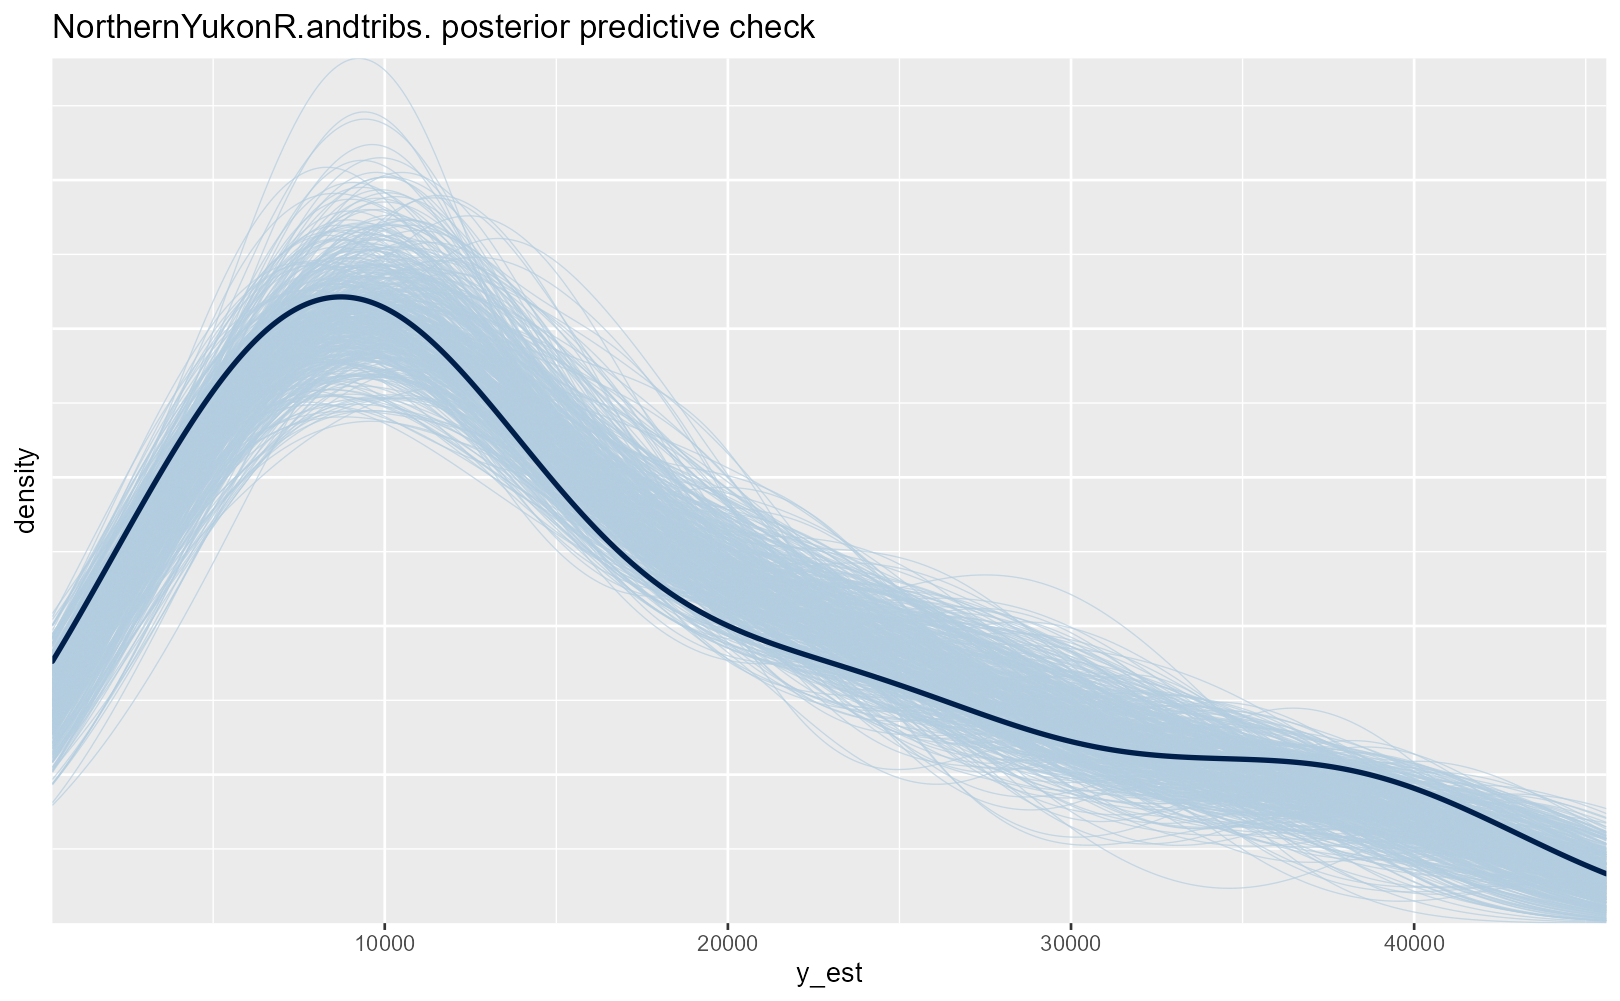 NorthernYukonR.andtribs. posterior predictive check
density
10000
20000
30000
40000
y_est